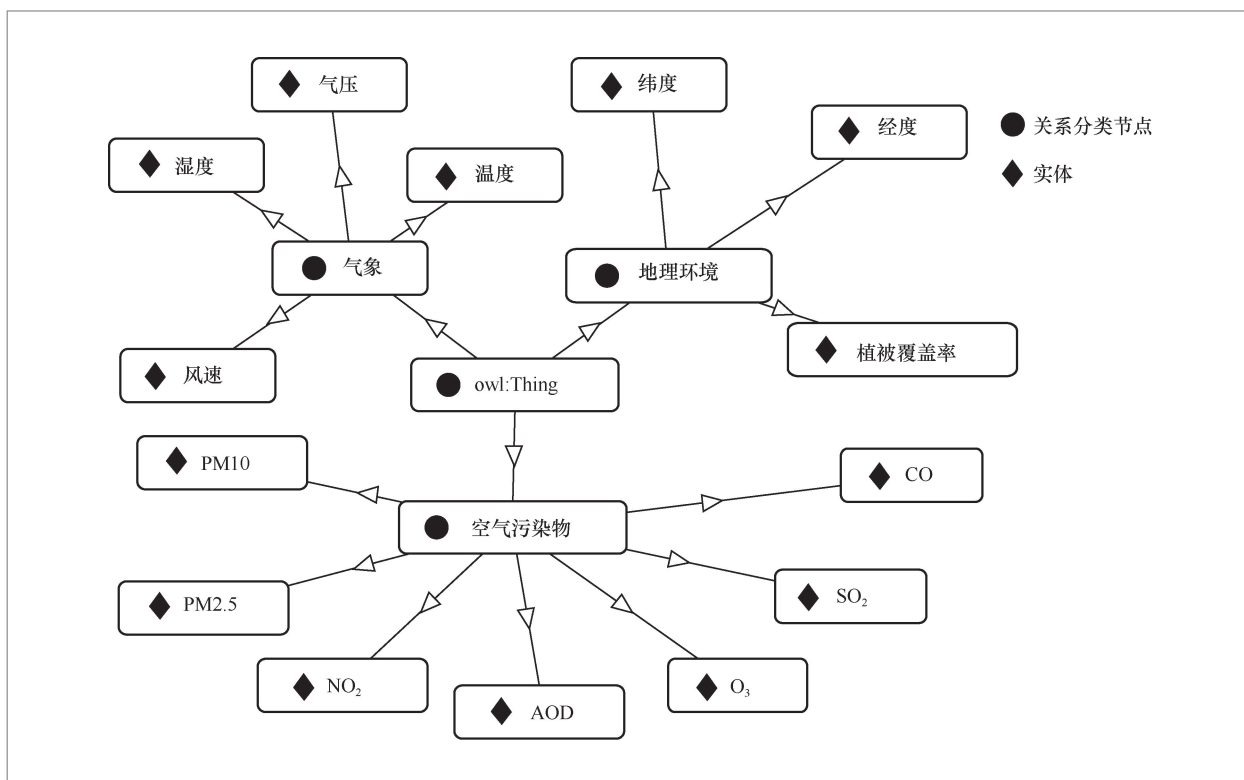 气压
纬度
经度
关系分类节点
湿度
温度
实体
气象
地理环境
植被覆盖率
风速
owl:Thing
PM10
CO
空气污染物
PM2.5
SO₂
NO₂
AOD
O₃